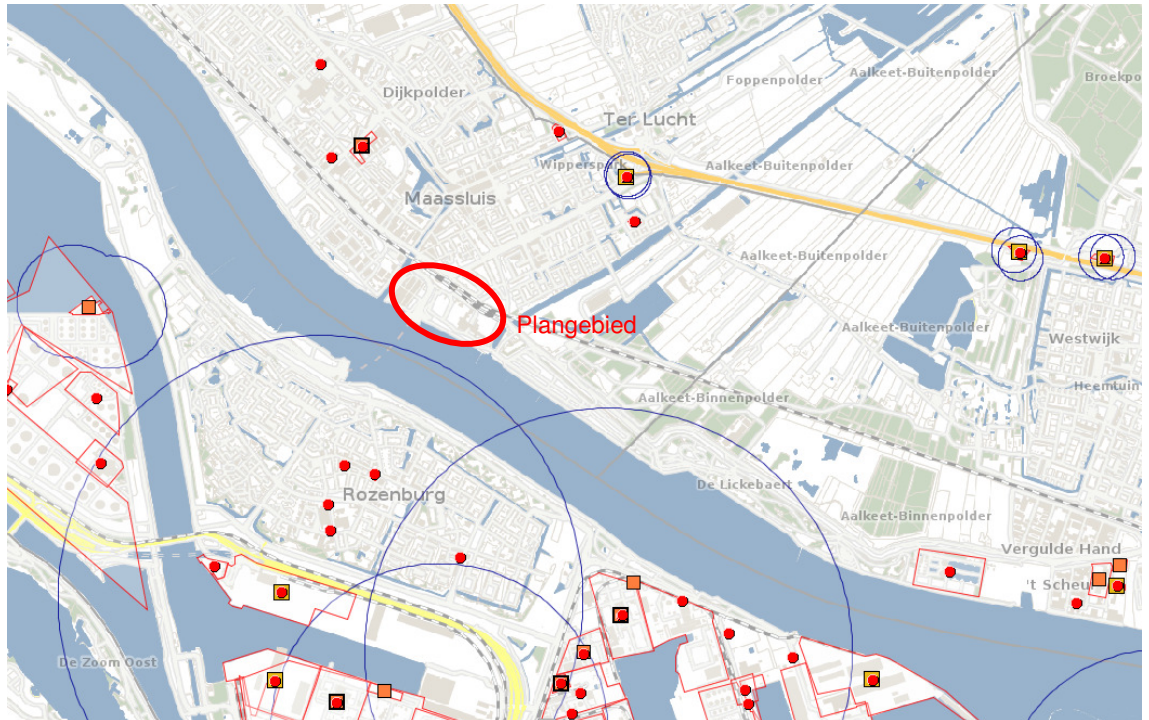 Foppenpolder
Aalkeet-Buitenpolder
Broekpo
Dijkpolder
Ter Lucht
Wipperspark
Aalkeet-Buitenpolder
Maassluis
Aalkeet-Buitenpolder
Plangebied
Aalkeet-Buitenpolder
Westwijk
Heemtuin
Aalkeet-Binnenpolder
De Lickebaert
Rozenburg
Aalkeet-Binnenpolder
Vergulde Hand
't Scheu
De Zoom Oost